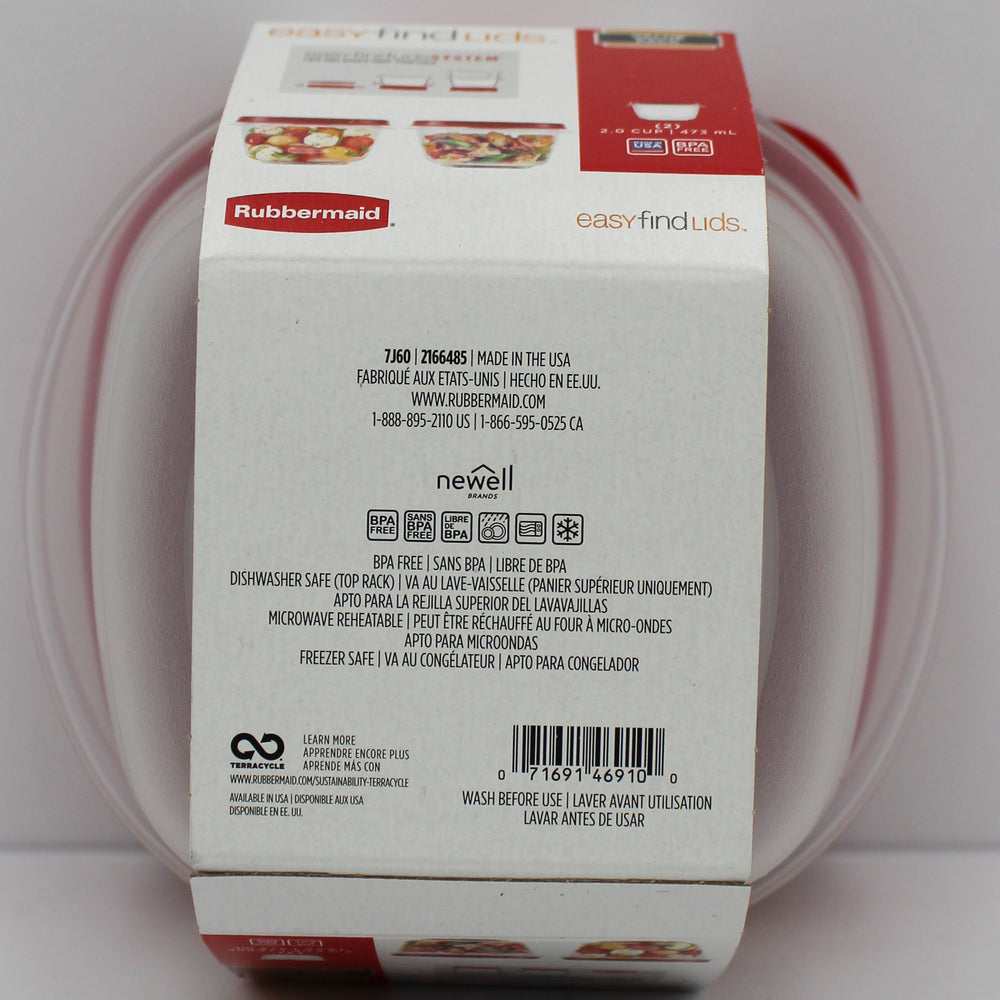 easyfindLids™
SYSTEM
(2)
2.0 CUP | 473 mL
USA
BPA FREE
Rubbermaid®
easyfindLids™
7J60 | 2166485 | MADE IN THE USA
FABRIQUÉ AUX ETATS-UNIS | HECHO EN EE.UU.
WWW.RUBBERMAID.COM
1-888-895-2110 US | 1-866-595-0525 CA
newell
BRANDS
BPA FREE
SANS BPA FREE
LIBRE DE BPA
BPA FREE | SANS BPA | LIBRE DE BPA
DISHWASHER SAFE (TOP RACK) | VA AU LAVE-VAISSELLE (PANIER SUPÉRIEUR UNIQUEMENT)
APTO PARA LA REJILLA SUPERIOR DEL LAVAVAJILLAS
MICROWAVE REHEATABLE | PEUT ÊTRE RÉCHAUFFÉ AU FOUR À MICRO-ONDES
APTO PARA MICROONDAS
FREEZER SAFE | VA AU CONGÉLATEUR | APTO PARA CONGELADOR
TERRACYCLE
LEARN MORE
APPRENDRE ENCORE PLUS
APRENDE MÁS CON
WWW.RUBBERMAID.COM/SUSTAINABILITY-TERRACYCLE
AVAILABLE IN USA | DISPONIBLE AUX USA
DISPONIBLE EN EE. UU.
0 71691 46910 0
WASH BEFORE USE | LAVER AVANT UTILISATION
LAVAR ANTES DE USAR